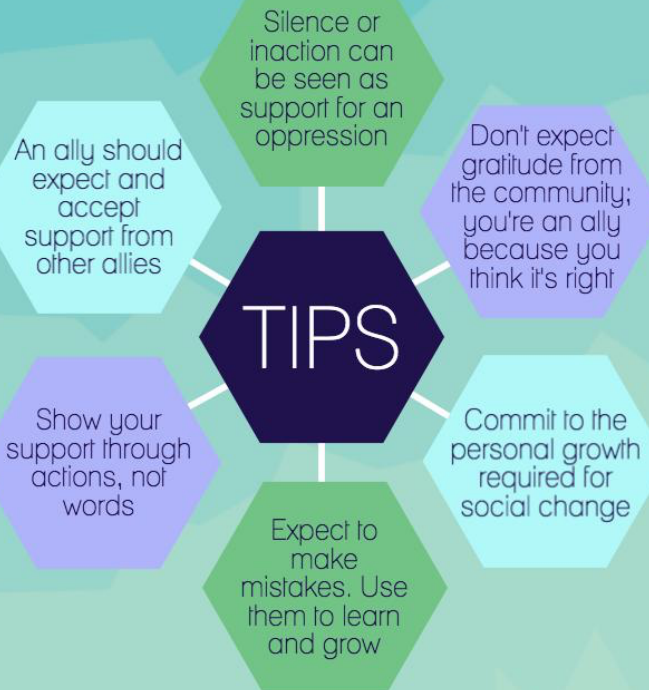 Silence or
inaction can
be seen as
support for an
oppression
An ally should
expect and
accept
support from
other allies
Don't expect
gratitude from
the community;
you're an ally
because you
think it's right
TIPS
Show your
support through
actions, not
words
Commit to the
personal growth
required for
social change
Expect to
make
mistakes. Use
them to learn
and grow